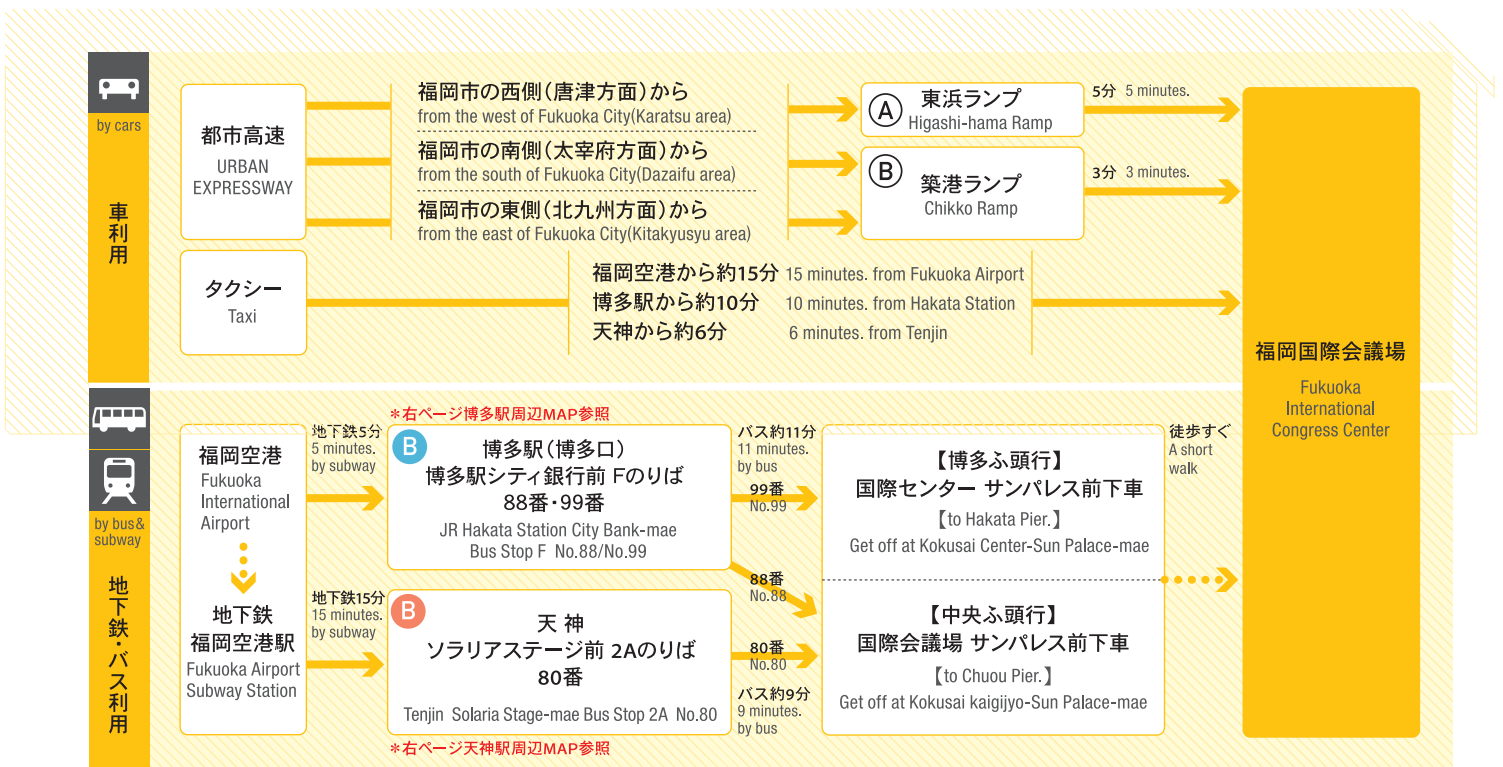 by cars
車利用
都市高速
URBAN
EXPRESSWAY
福岡市の西側(唐津方面)から
from the west of Fukuoka City(Karatsu area)
福岡市の南側(太宰府方面)から
from the south of Fukuoka City(Dazaifu area)
福岡市の東側(北九州方面)から
from the east of Fukuoka City(Kitakyusyu area)
A 東浜ランプ
Higashi-hama Ramp
5分 5 minutes.
B 築港ランプ
Chikko Ramp
3分 3 minutes.
タクシー
Taxi
福岡空港から約15分 15 minutes. from Fukuoka Airport
博多駅から約10分 10 minutes. from Hakata Station
天神から約6分 6 minutes. from Tenjin
福岡国際会議場
Fukuoka
International
Congress Center
by bus&
subway
地下鉄・バス利用
福岡空港
Fukuoka
International
Airport
地下鉄
福岡空港駅
Fukuoka Airport
Subway Station
地下鉄5分
5 minutes.
by subway
地下鉄15分
15 minutes.
by subway
*右ページ博多駅周辺MAP参照
B
博多駅(博多口)
博多駅シティ銀行前 Fのりば
88番・99番
JR Hakata Station City Bank-mae
Bus Stop F No.88/No.99
B
天神
ソラリアステージ前 2Aのりば
80番
Tenjin Solaria Stage-mae Bus Stop 2A No.80
*右ページ天神駅周辺MAP参照
バス約11分
11 minutes.
by bus
99番
No.99
88番
No.88
80番
No.80
バス約9分
9 minutes.
by bus
【博多ふ頭行】
国際センター サンパレス前下車
【to Hakata Pier.】
Get off at Kokusai Center-Sun Palace-mae
【中央ふ頭行】
国際会議場 サンパレス前下車
【to Chuou Pier.】
Get off at Kokusai kaigijyo-Sun Palace-mae
徒歩すぐ
A short
walk